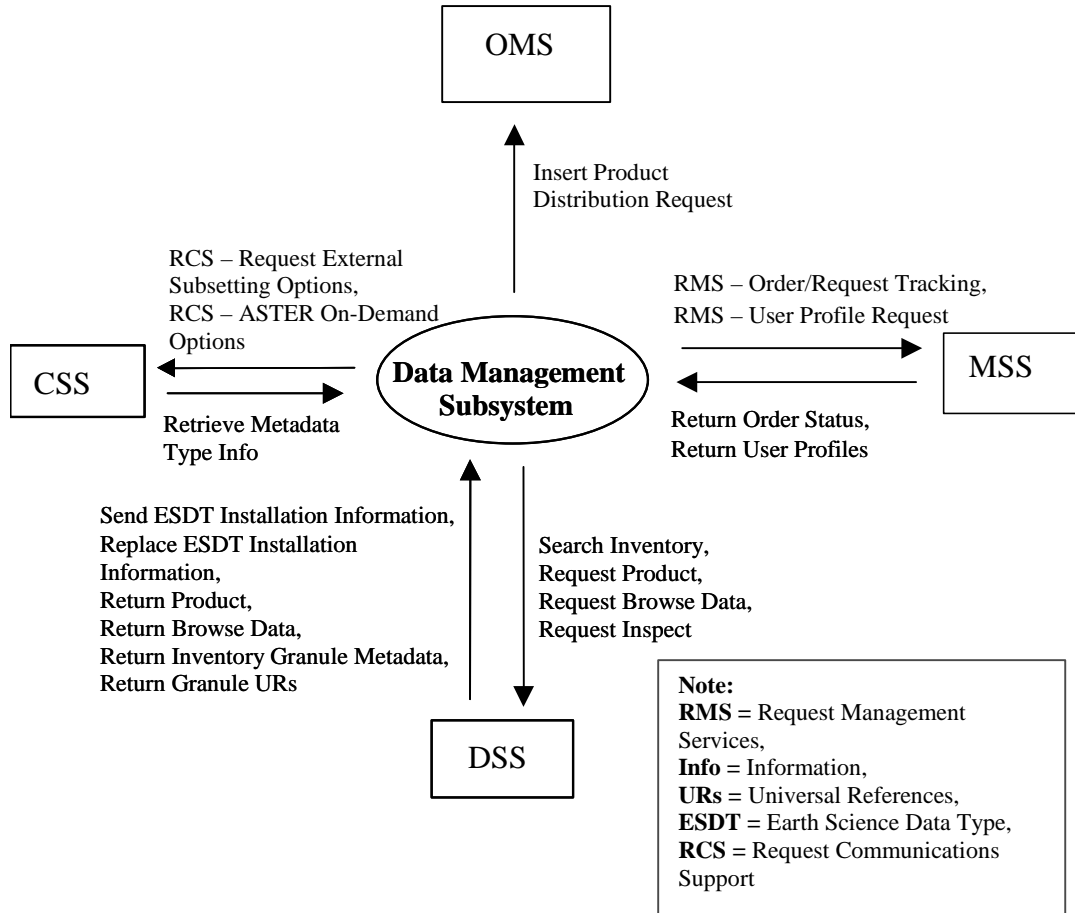 OMS
Insert Product
Distribution Request
RCS – Request External
Subsetting Options,
RCS – ASTER On-Demand
Options
RMS – Order/Request Tracking,
RMS – User Profile Request
CSS
Data Management
Subsystem
MSS
Retrieve Metadata
Type Info
Return Order Status,
Return User Profiles
Send ESDT Installation Information,
Replace ESDT Installation
Information,
Return Product,
Return Browse Data,
Return Inventory Granule Metadata,
Return Granule URs
Search Inventory,
Request Product,
Request Browse Data,
Request Inspect
DSS
Note:
RMS = Request Management
Services,
Info = Information,
URs = Universal References,
ESDT = Earth Science Data Type,
RCS = Request Communications
Support